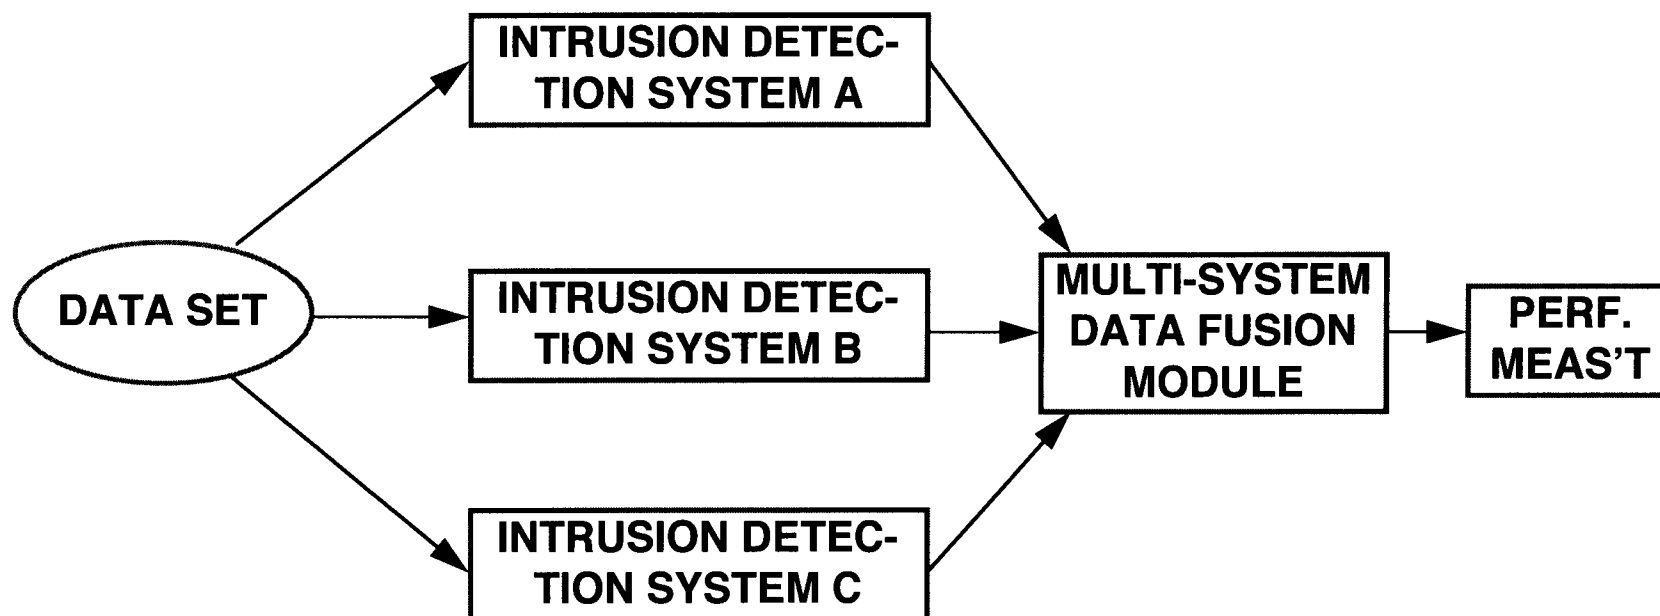 INTRUSION DETEC-
TION SYSTEM A
DATA SET
INTRUSION DETEC-
TION SYSTEM B
MULTI-SYSTEM
DATA FUSION
MODULE
PERF.
MEAS'T
INTRUSION DETEC-
TION SYSTEM C